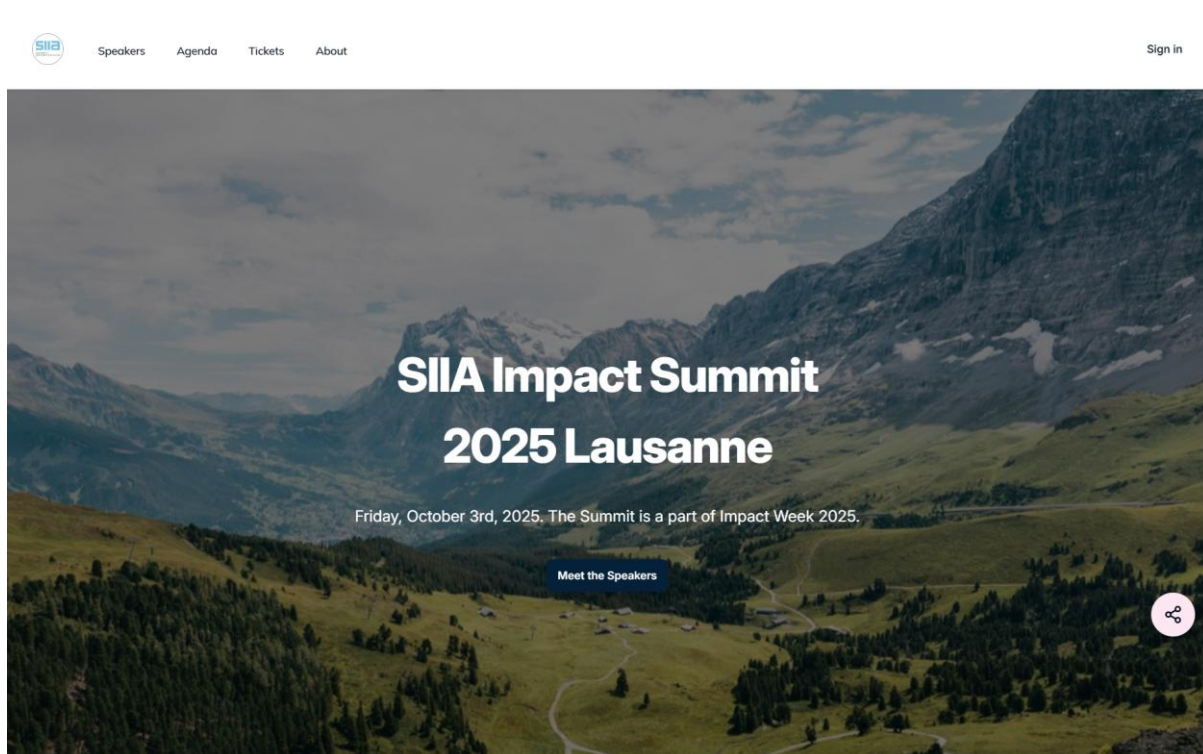 SIIA
Speakers
Agenda
Tickets
About
Sign in
SIIA Impact Summit
2025 Lausanne
Friday, October 3rd, 2025. The Summit is a part of Impact Week 2025.
Meet the Speakers